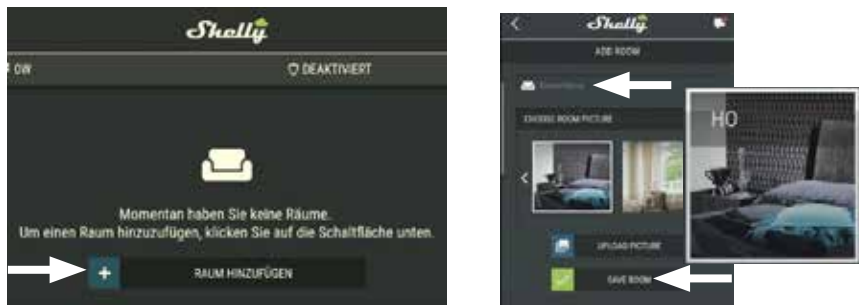 Shelly
0W
DEAKTIVIERT
Momentan haben Sie keine Räume.
Um einen Raum hinzuzufügen, klicken Sie auf die Schaltfläche unten.
+ RAUM HINZUFÜGEN
Shelly
ADD ROOM
CHOOSE ROOM PICTURE
HO
UPLOAD PICTURE
SAVE ROOM